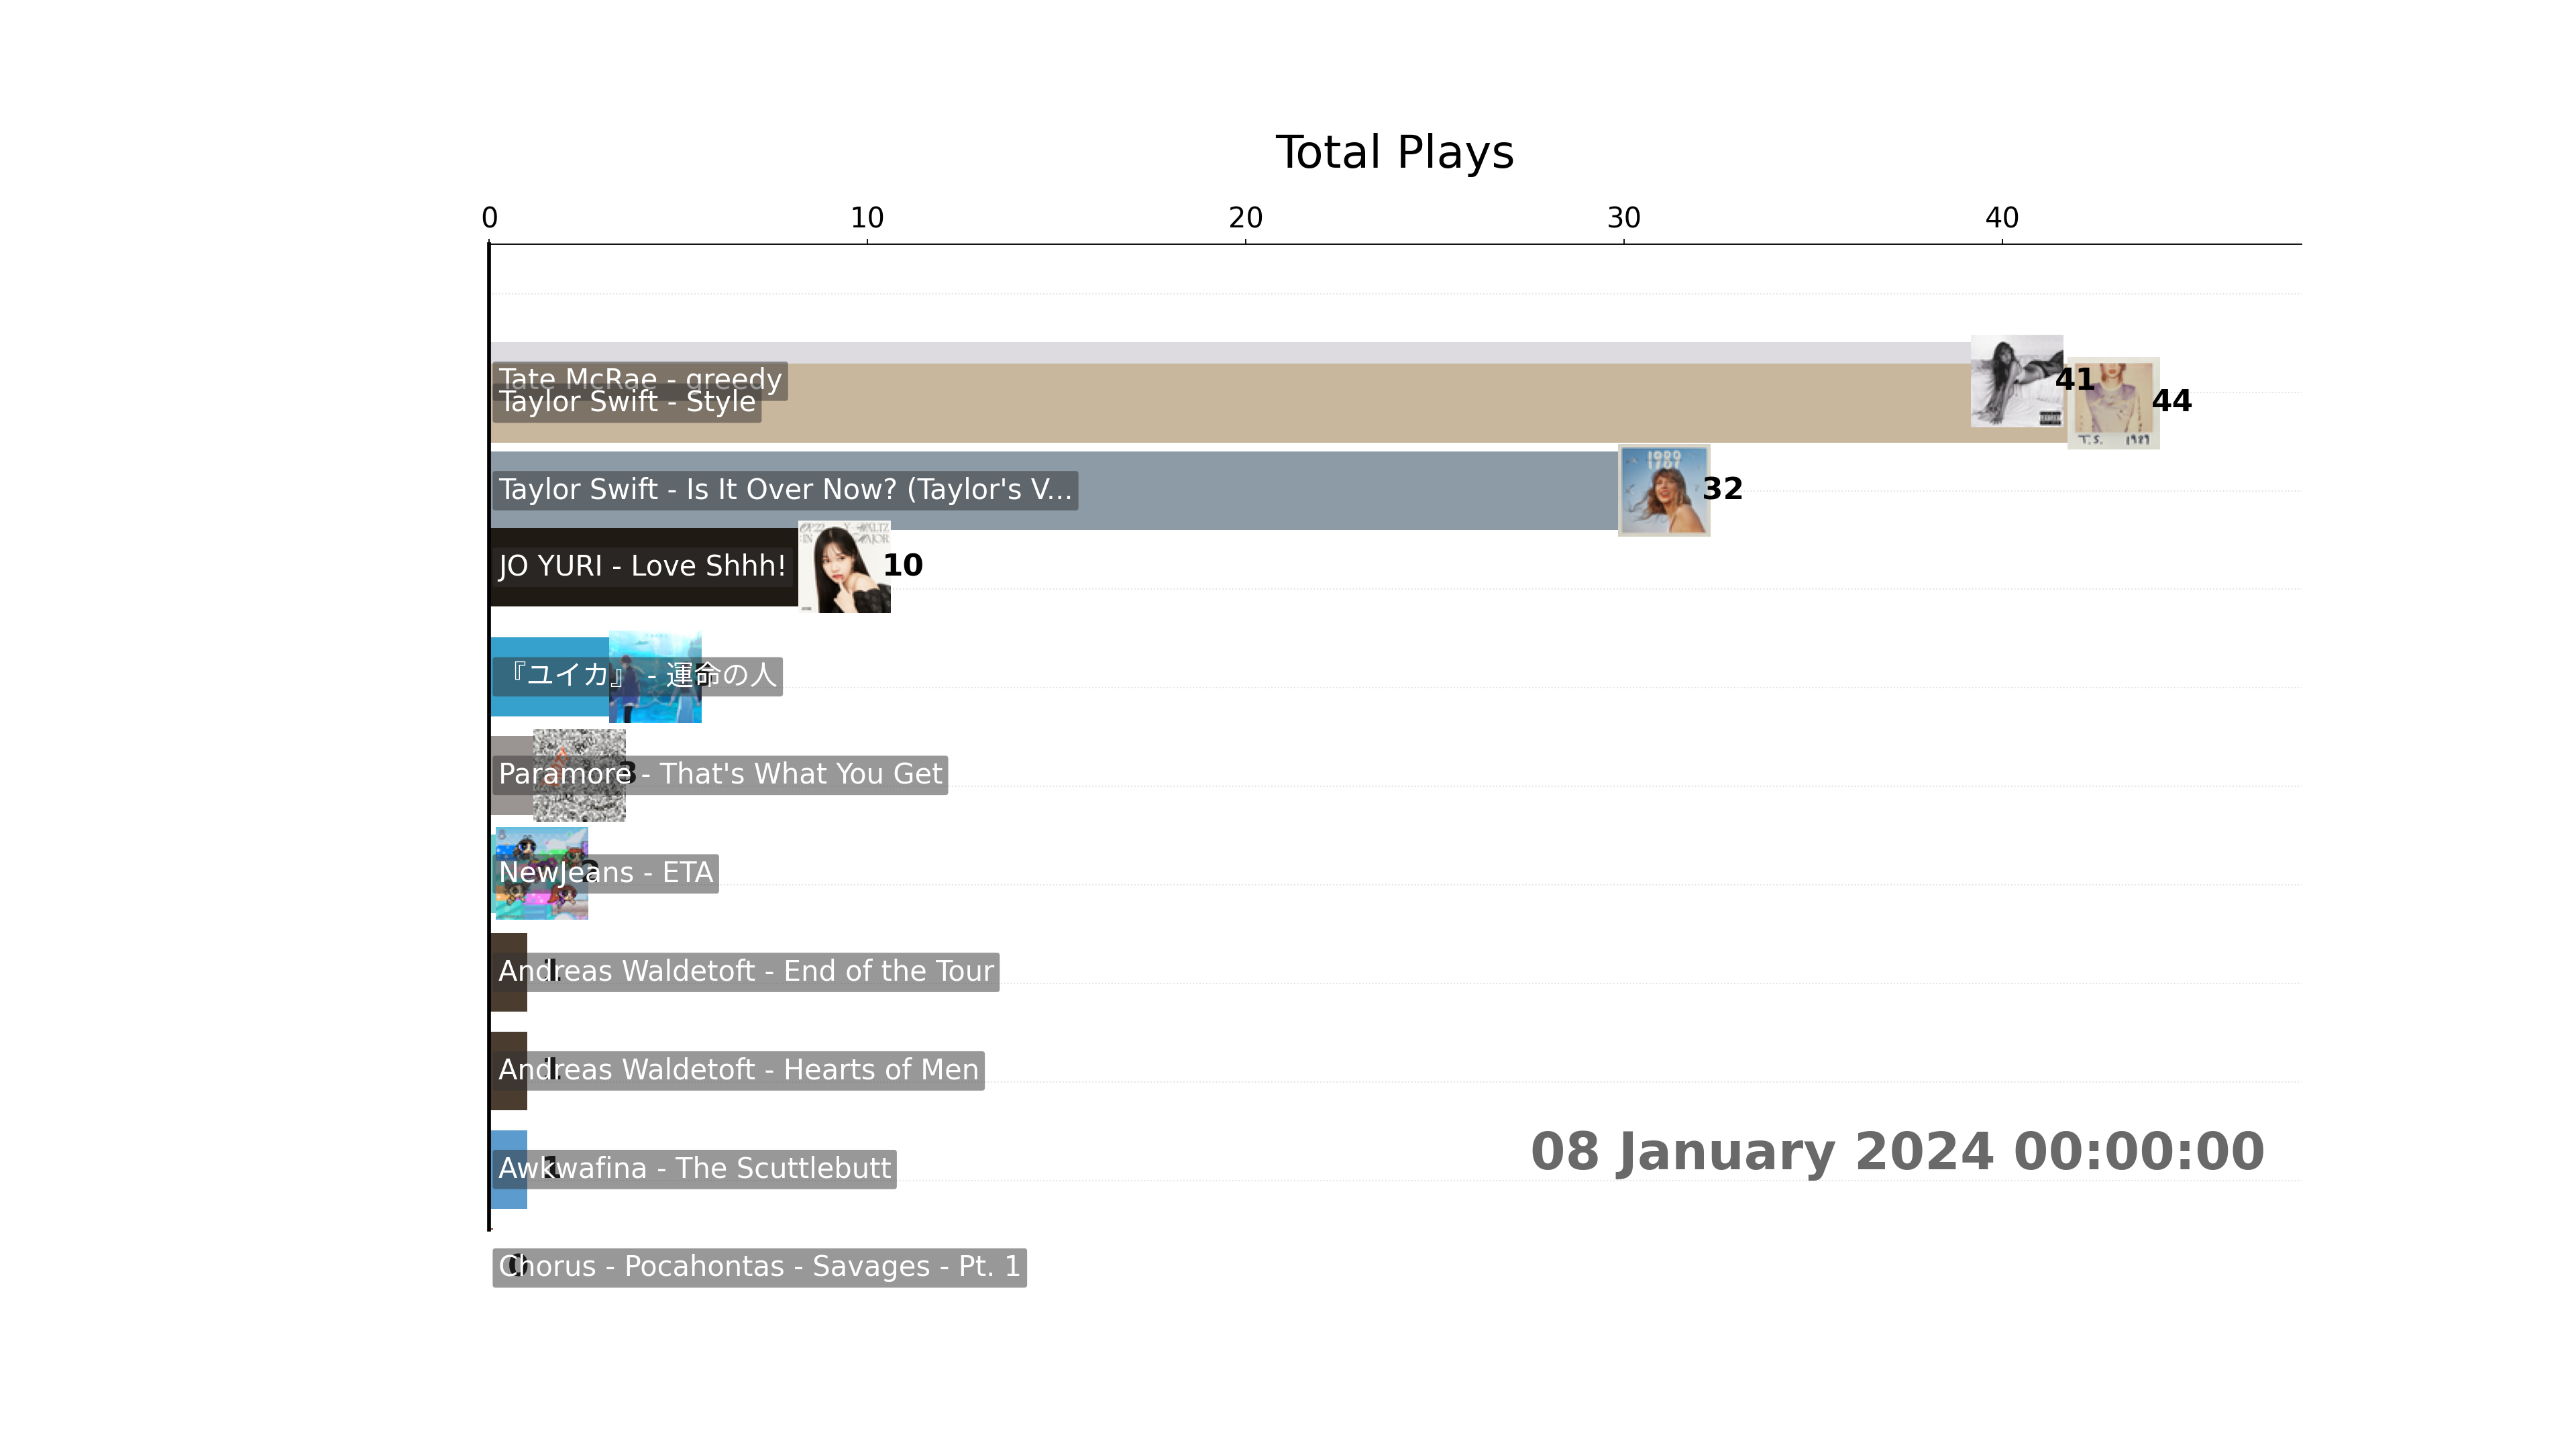 Total Plays
0 10 20 30 40
Tate McRae - greedy 41
Taylor Swift - Style 44
T.S. 1989
Taylor Swift - Is It Over Now? (Taylor's V... 32
1989
JO YURI - Love Shhh! 10
『ユイカ』 - 運命の人
Paramore - That's What You Get 3
NewJeans - ETA 2
Andreas Waldetoft - End of the Tour 1
Andreas Waldetoft - Hearts of Men 1
Awkwafina - The Scuttlebutt 1
08 January 2024 00:00:00
Chorus - Pocahontas - Savages - Pt. 1 0